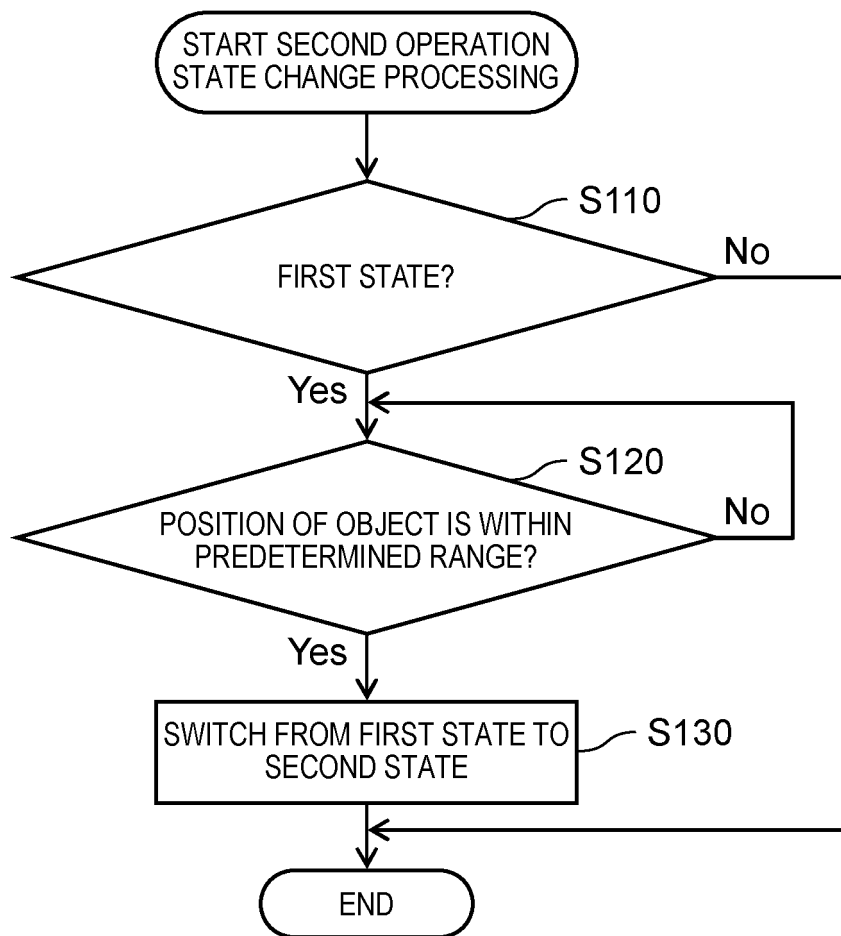 START SECOND OPERATION
STATE CHANGE PROCESSING
S110
FIRST STATE?
No
Yes
S120
POSITION OF OBJECT IS WITHIN
PREDETERMINED RANGE?
No
Yes
SWITCH FROM FIRST STATE TO
SECOND STATE
S130
END